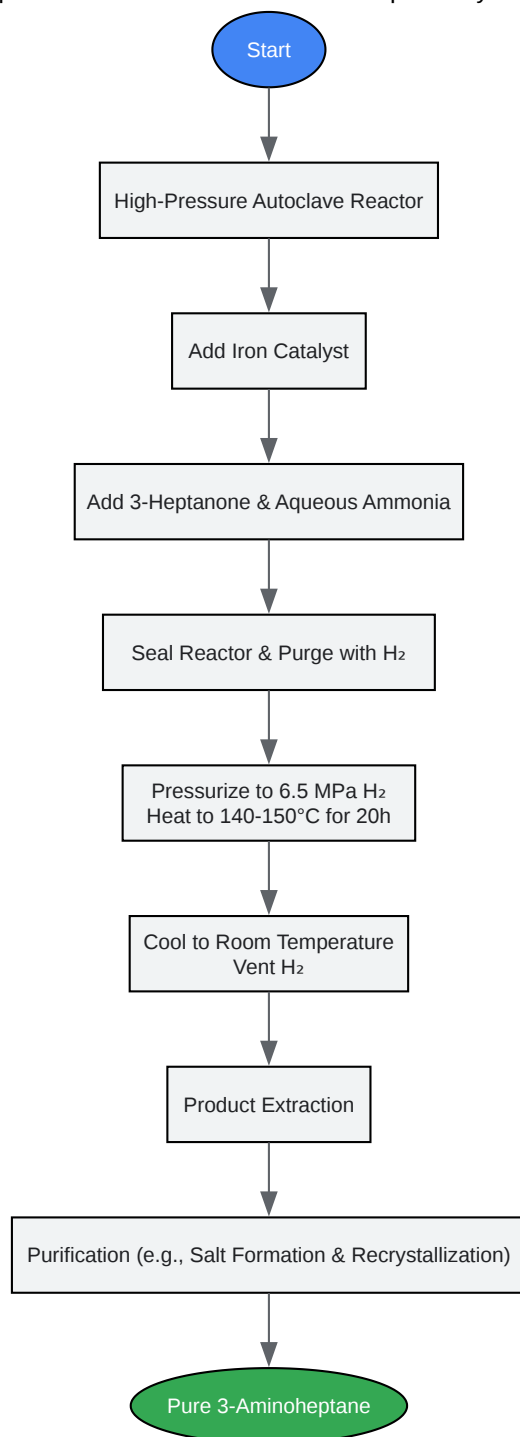 Start
High-Pressure Autoclave Reactor
Add Iron Catalyst
Add 3-Heptanone & Aqueous Ammonia
Seal Reactor & Purge with H₂
Pressurize to 6.5 MPa H₂
Heat to 140-150°C for 20h
Cool to Room Temperature
Vent H₂
Product Extraction
Purification (e.g., Salt Formation & Recrystallization)
Pure 3-Aminoheptane